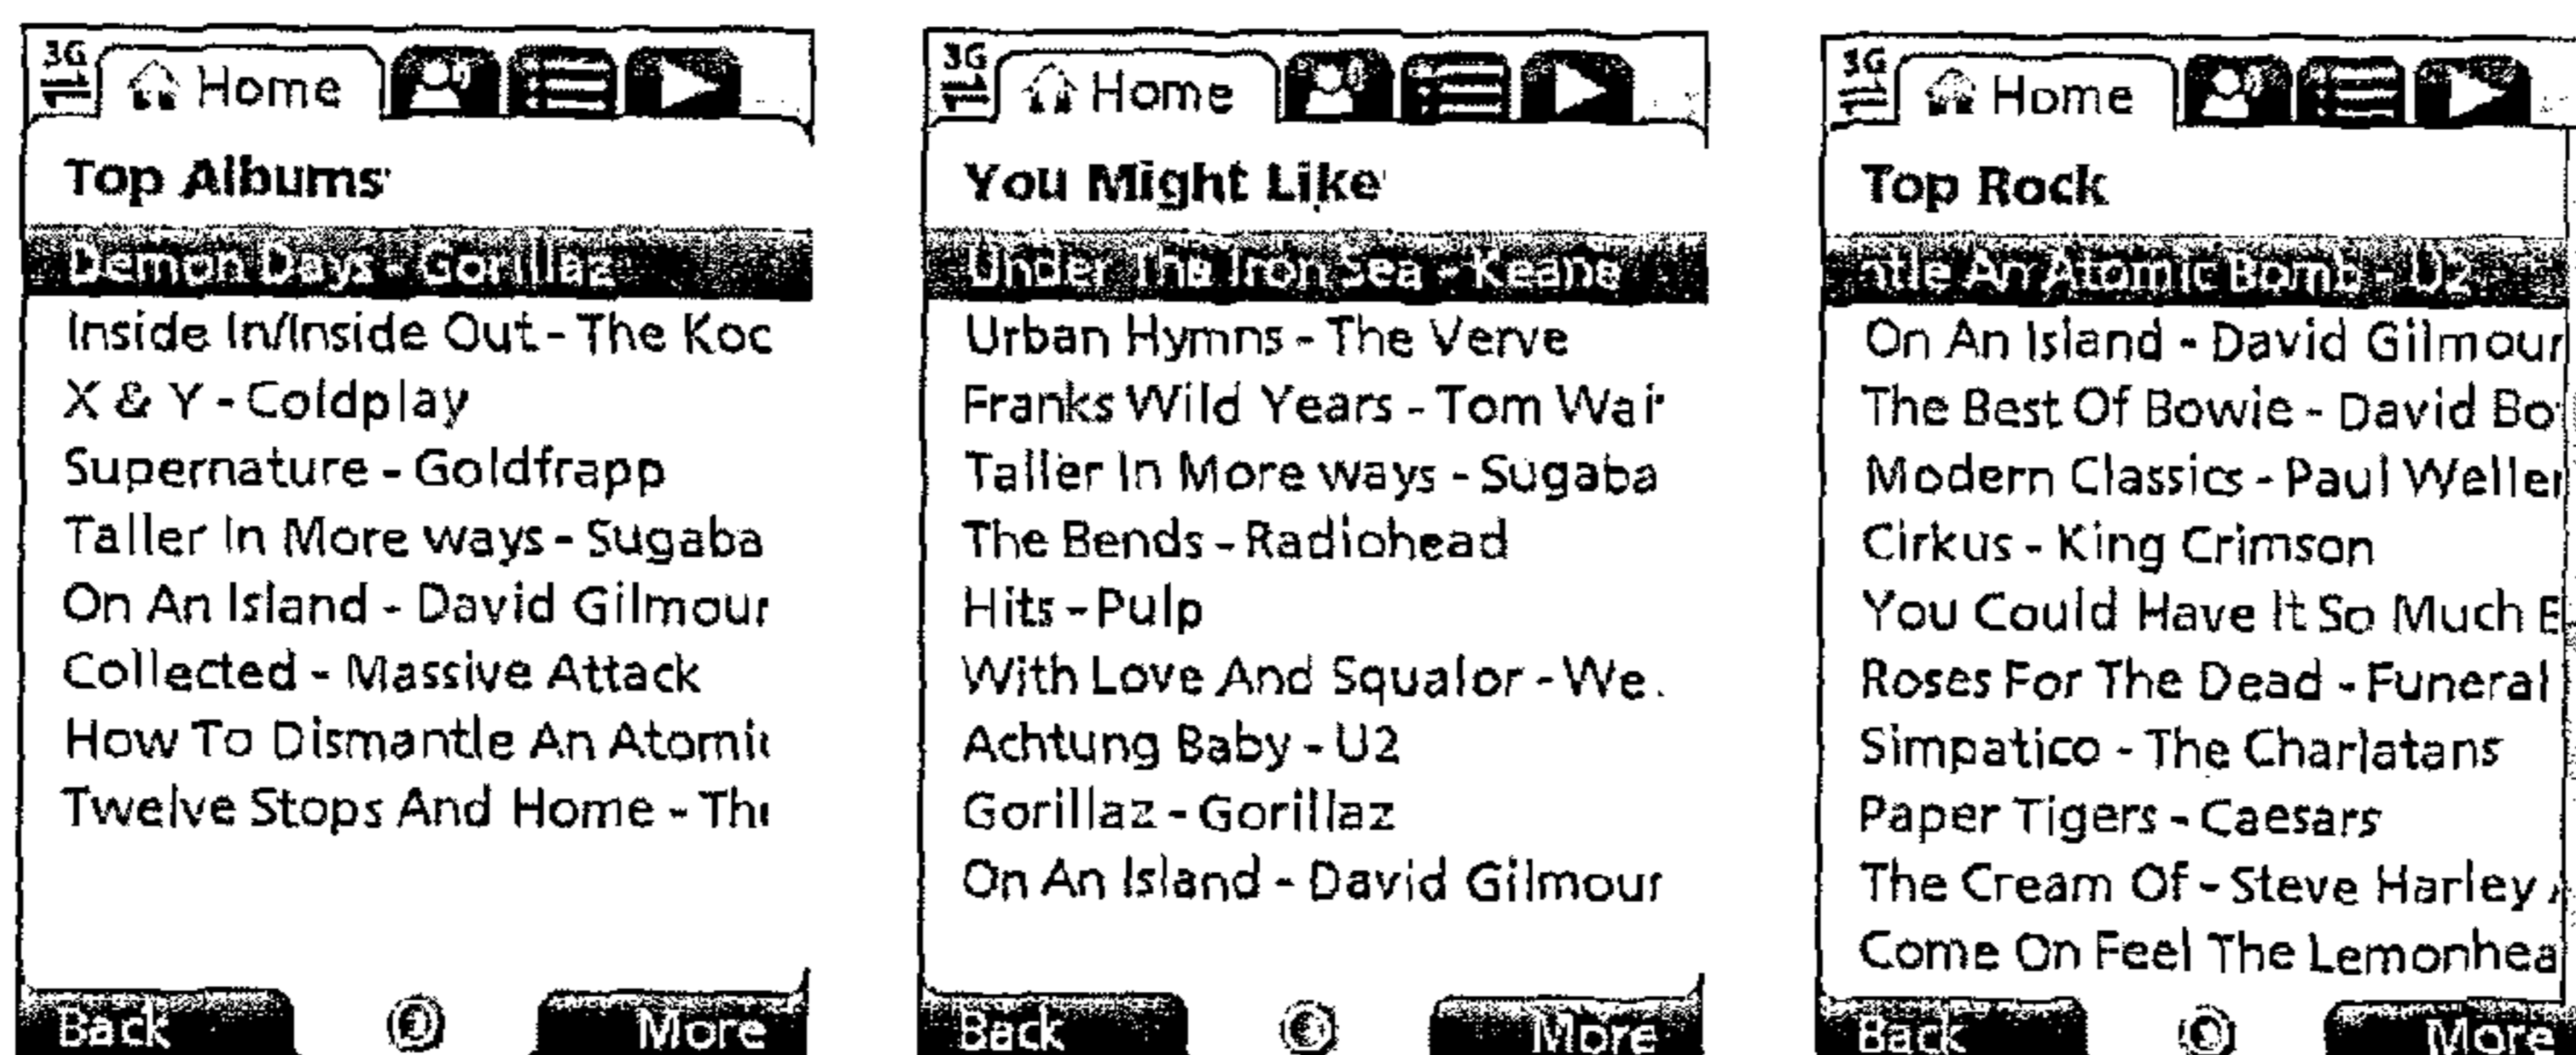 3G Home
Top Albums
Demon Days - Gorillaz
Inside In/Inside Out - The Koo
X & Y - Coldplay
Supernature - Goldfrapp
Taller In More ways - Sugaba
On An Island - David Gilmour
Collected - Massive Attack
How To Dismantle An Atomi
Twelve Stops And Home - Th
Back More
3G Home
You Might Like
Under The Iron Sea - Keane
Urban Hymns - The Verve
Franks Wild Years - Tom Wai
Taller In More ways - Sugaba
The Bends - Radiohead
Hits - Pulp
With Love And Squalor - We
Achtung Baby - U2
Gorillaz - Gorillaz
On An Island - David Gilmour
Back More
3G Home
Top Rock
ntle An Atomic Bomb - U2
On An Island - David Gilmour
The Best Of Bowie - David Bo
Modern Classics - Paul Weller
Cirkus - King Crimson
You Could Have It So Much B
Roses For The Dead - Funeral
Simpatico - The Charlatans
Paper Tigers - Caesars
The Cream Of - Steve Harley
Come On Feel The Lemonhea
Back More